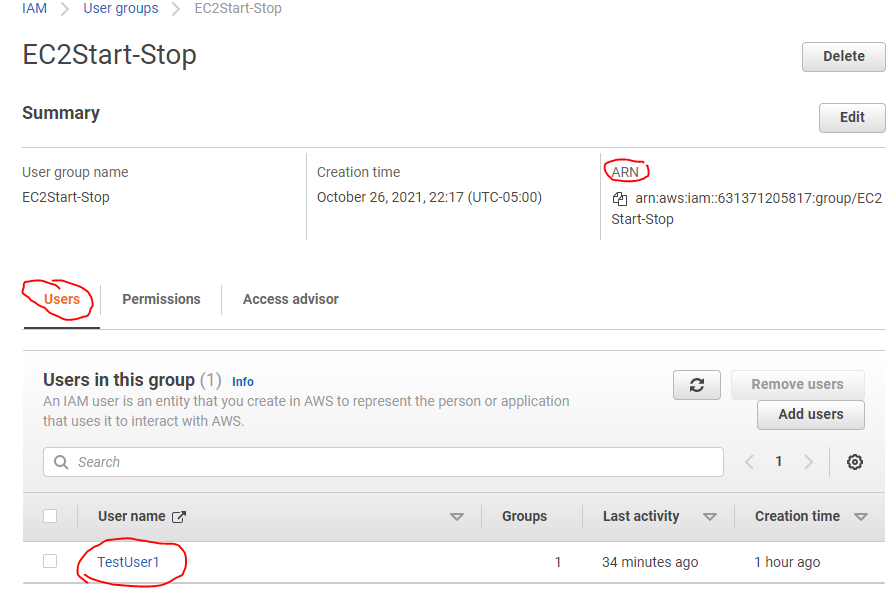 IAM > User groups > EC2Start-Stop
EC2Start-Stop
Delete
Summary
Edit
User group name
EC2Start-Stop
Creation time
October 26, 2021, 22:17 (UTC-05:00)
ARN
arn:aws:iam::631371205817:group/EC2
Start-Stop
Users Permissions Access advisor
Users in this group (1) Info
An IAM user is an entity that you create in AWS to represent the person or application
that uses it to interact with AWS.
Remove users
Add users
Search
1
User name Groups Last activity Creation time
TestUser1 1 34 minutes ago 1 hour ago